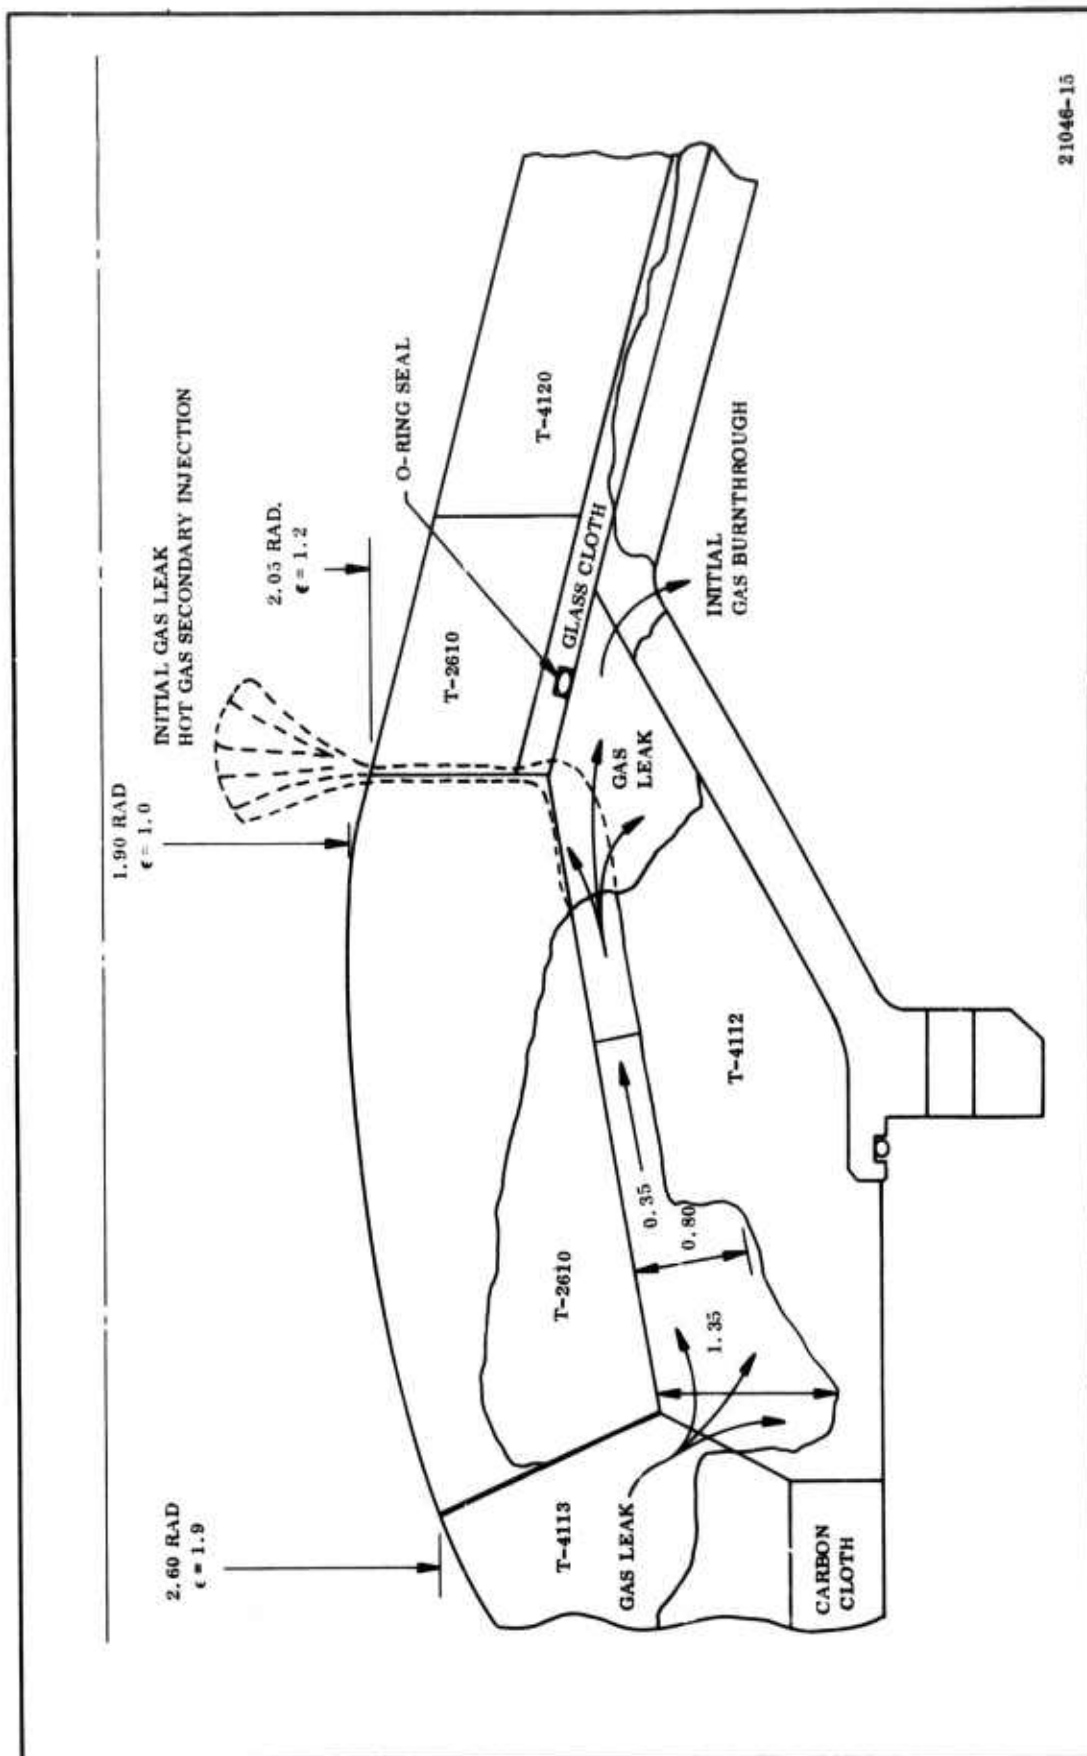 INITIAL GAS LEAK
HOT GAS SECONDARY INJECTION
1.90 RAD
ϵ = 1.0
2.05 RAD.
ϵ = 1.2
2.60 RAD
ϵ = 1.9
O-RING SEAL
T-2610
T-4120
GLASS CLOTH
GAS
LEAK
INITIAL
GAS BURNTHROUGH
T-2610
T-4113
GAS LEAK
0.35
0.80
1.35
T-4112
CARBON
CLOTH
21046-15